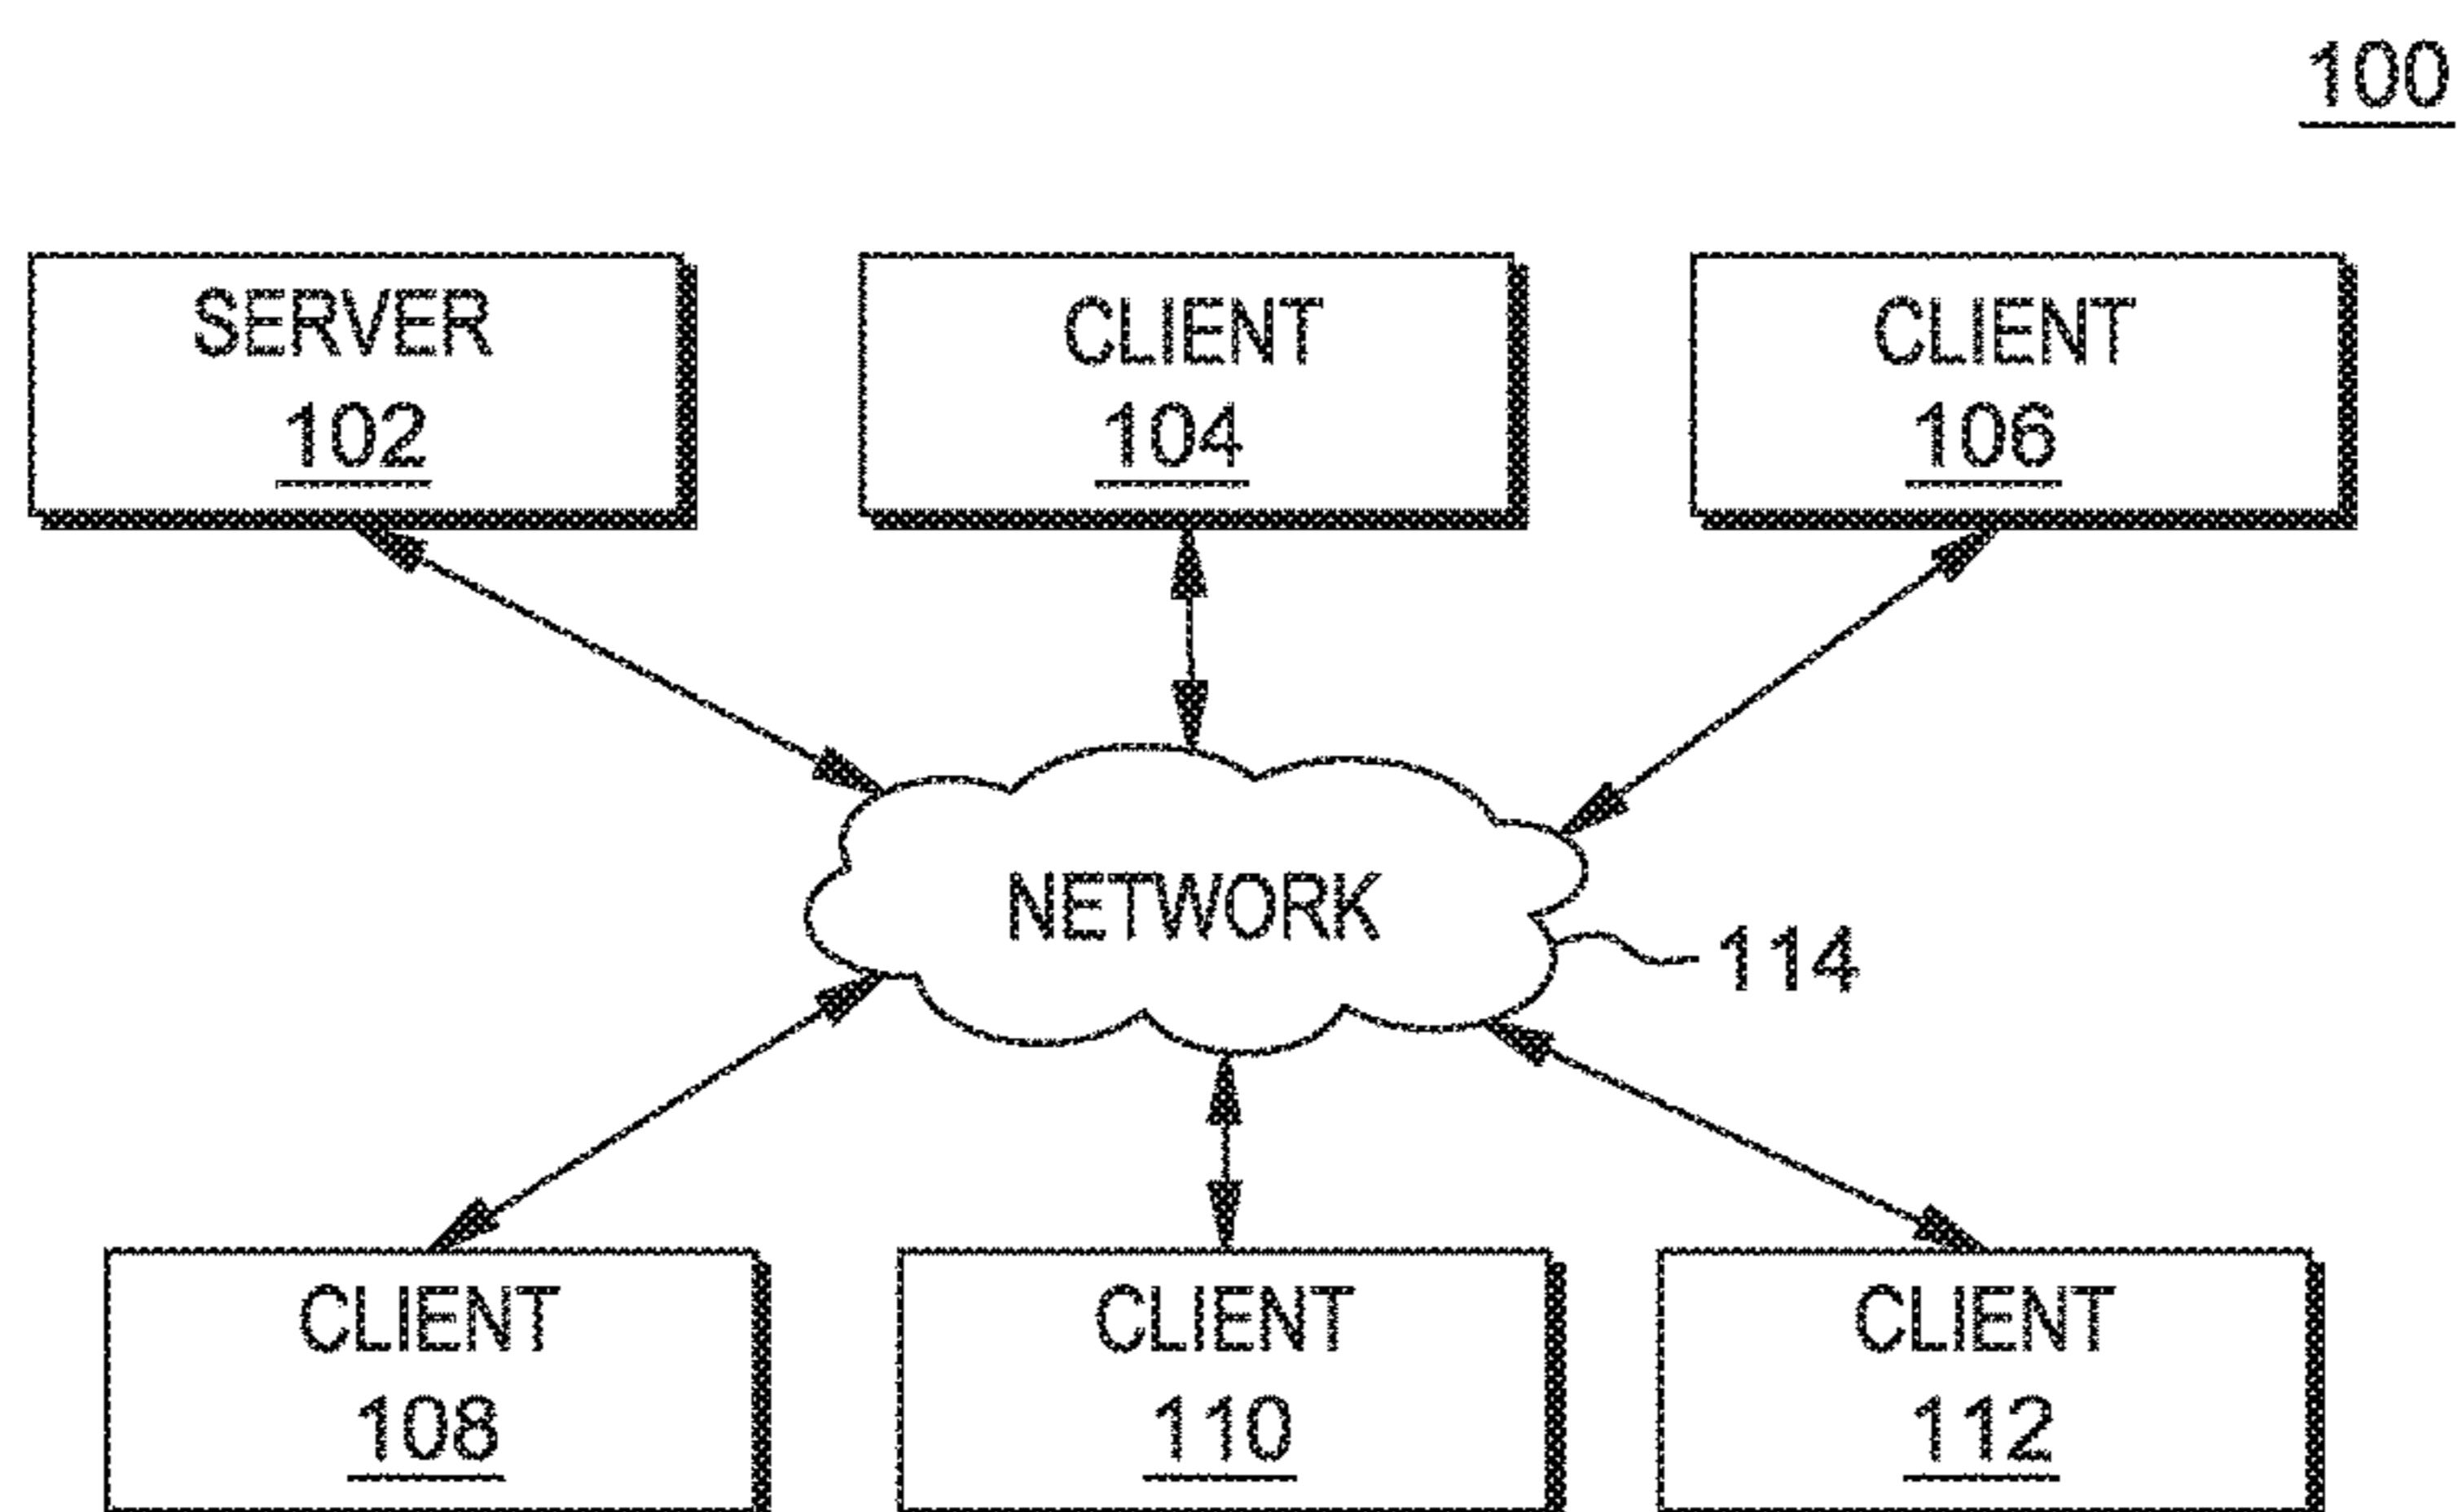 100
SERVER
102
CLIENT
104
CLIENT
106
NETWORK
114
CLIENT
108
CLIENT
110
CLIENT
112